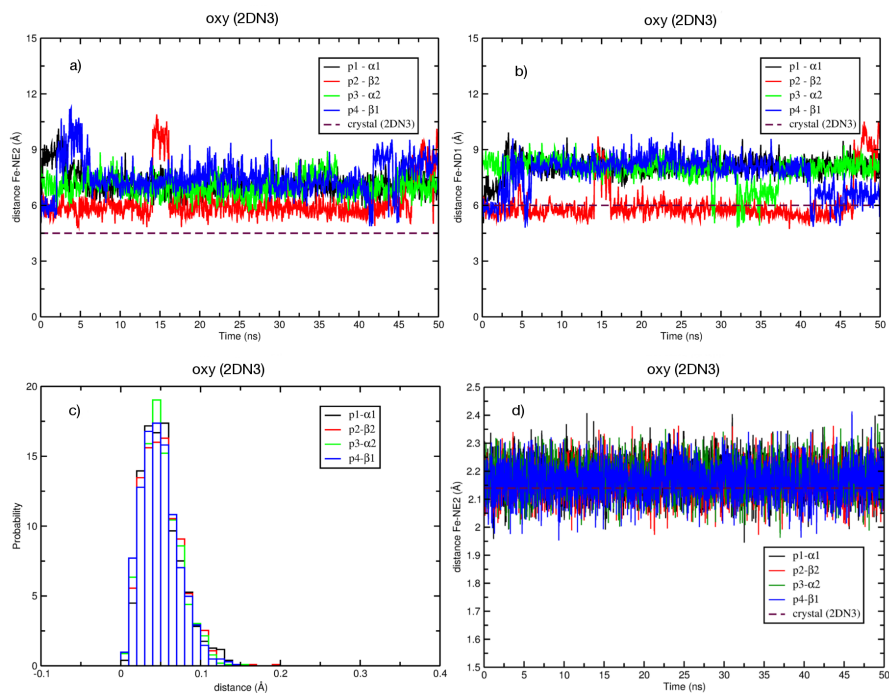 oxy (2DN3)
a)
distance Fe-NE2 (Å)
15
12
9
6
3
0
p1 - α1
p2 - β2
p3 - α2
p4 - β1
crystal (2DN3)
0 5 10 15 20 25 30 35 40 45 50
Time (ns)
oxy (2DN3)
b)
distance Fe-ND1 (Å)
15
12
9
6
3
0
p1 - α1
p2 - β2
p3 - α2
p4 - β1
crystal (2DN3)
0 5 10 15 20 25 30 35 40 45 50
Time (ns)
oxy (2DN3)
c)
Probability
20
15
10
5
0
p1-α1
p2-β2
p3-α2
p4-β1
-0.1 0 0.1 0.2 0.3 0.4
distance (Å)
oxy (2DN3)
d)
distance Fe-NE2 (Å)
2.5
2.4
2.3
2.2
2.1
2
1.9
1.8
1.7
1.6
1.5
p1-α1
p2-β2
p3-α2
p4-β1
crystal (2DN3)
0 5 10 15 20 25 30 35 40 45 50
Time (ns)